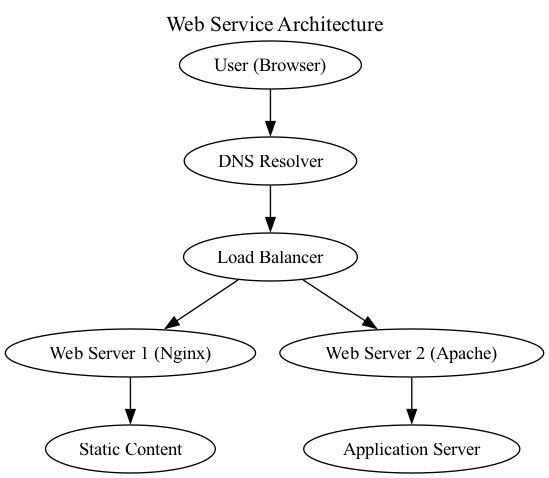 Web Service Architecture
User (Browser)
DNS Resolver
Load Balancer
Web Server 1 (Nginx)
Web Server 2 (Apache)
Static Content
Application Server